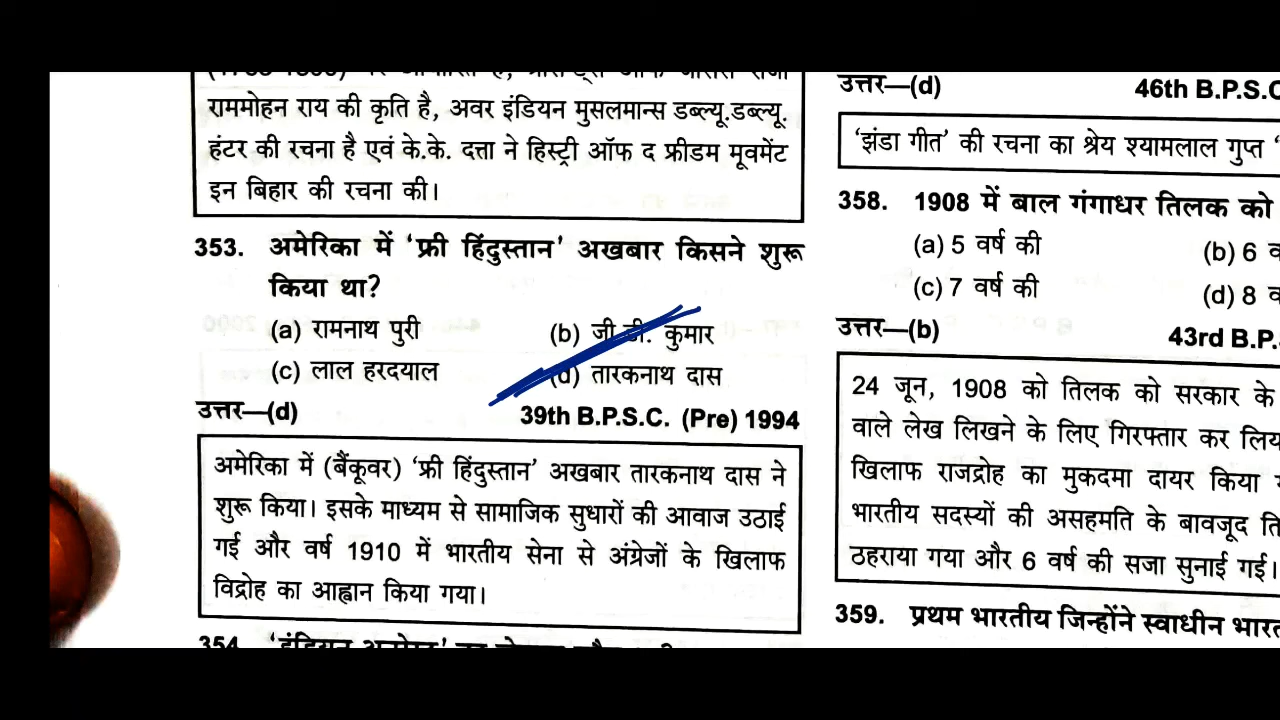 राममोहन राय की कृति है, अवर इंडियन मुसलमान्स डब्ल्यू.डब्ल्यू.
हंटर की रचना है एवं के.के. दत्ता ने हिस्ट्री ऑफ द फ्रीडम मूवमेंट
इन बिहार की रचना की।
353. अमेरिका में ‘फ्री हिंदुस्तान’ अखबार किसने शुरू
किया था?
(a) रामनाथ पुरी (b) जी.डी. कुमार
(c) लाल हरदयाल (d) तारकनाथ दास
उत्तर—(d) 39th B.P.S.C. (Pre) 1994
अमेरिका में (बैंकूवर) ‘फ्री हिंदुस्तान’ अखबार तारकनाथ दास ने
शुरू किया। इसके माध्यम से सामाजिक सुधारों की आवाज उठाई
गई और वर्ष 1910 में भारतीय सेना से अंग्रेजों के खिलाफ
विद्रोह का आह्वान किया गया।
354.
उत्तर—(d) 46th B.P.S.C
‘झंडा गीत’ की रचना का श्रेय श्यामलाल गुप्त ‘
358. 1908 में बाल गंगाधर तिलक को
(a) 5 वर्ष की (b) 6 व
(c) 7 वर्ष की (d) 8 व
उत्तर—(b) 43rd B.P.
24 जून, 1908 को तिलक को सरकार के
वाले लेख लिखने के लिए गिरफ्तार कर लिय
खिलाफ राजद्रोह का मुकदमा दायर किया
भारतीय सदस्यों की असहमति के बावजूद ति
ठहराया गया और 6 वर्ष की सजा सुनाई गई।
359. प्रथम भारतीय जिन्होंने स्वाधीन भारत